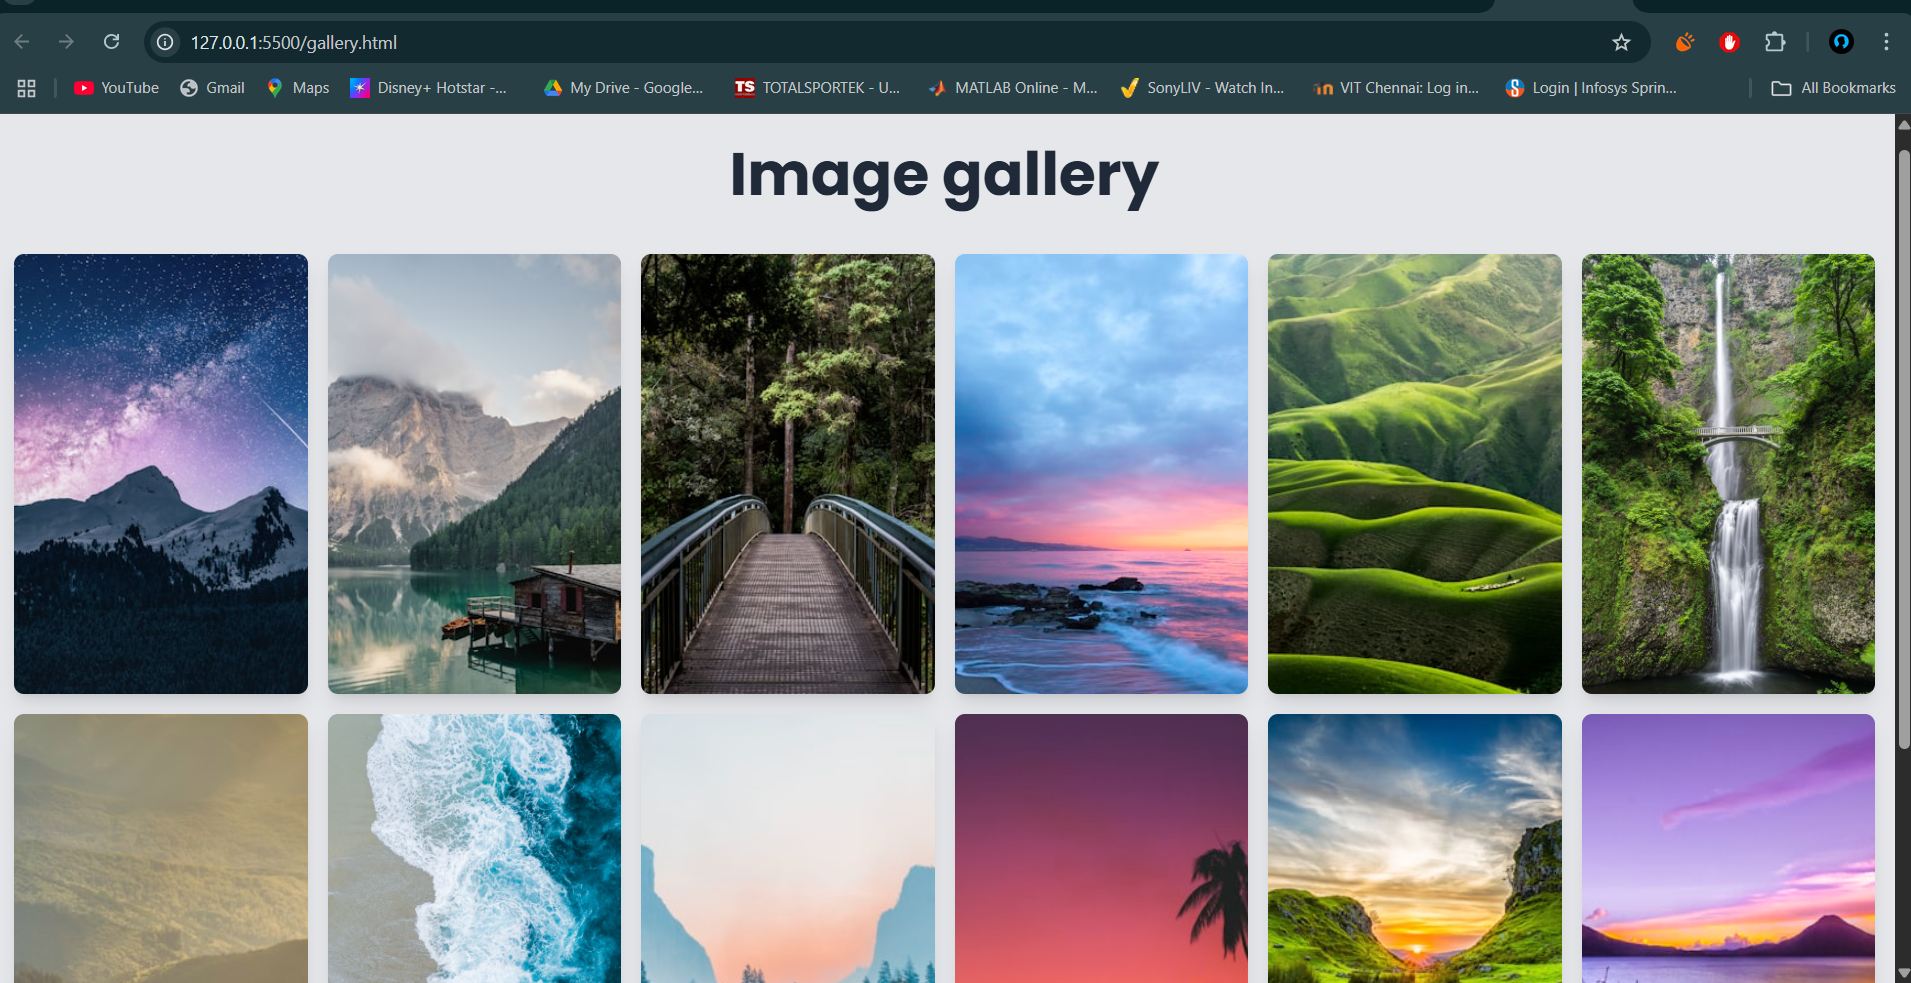 127.0.0.1:5500/gallery.html
YouTube Gmail Maps Disney+ Hotstar -... My Drive - Google... TS TOTALSPORTEK - U... MATLAB Online - M... SonyLIV - Watch In... VIT Chennai: Log in... Login | Infosys Sprin... All Bookmarks
Image gallery